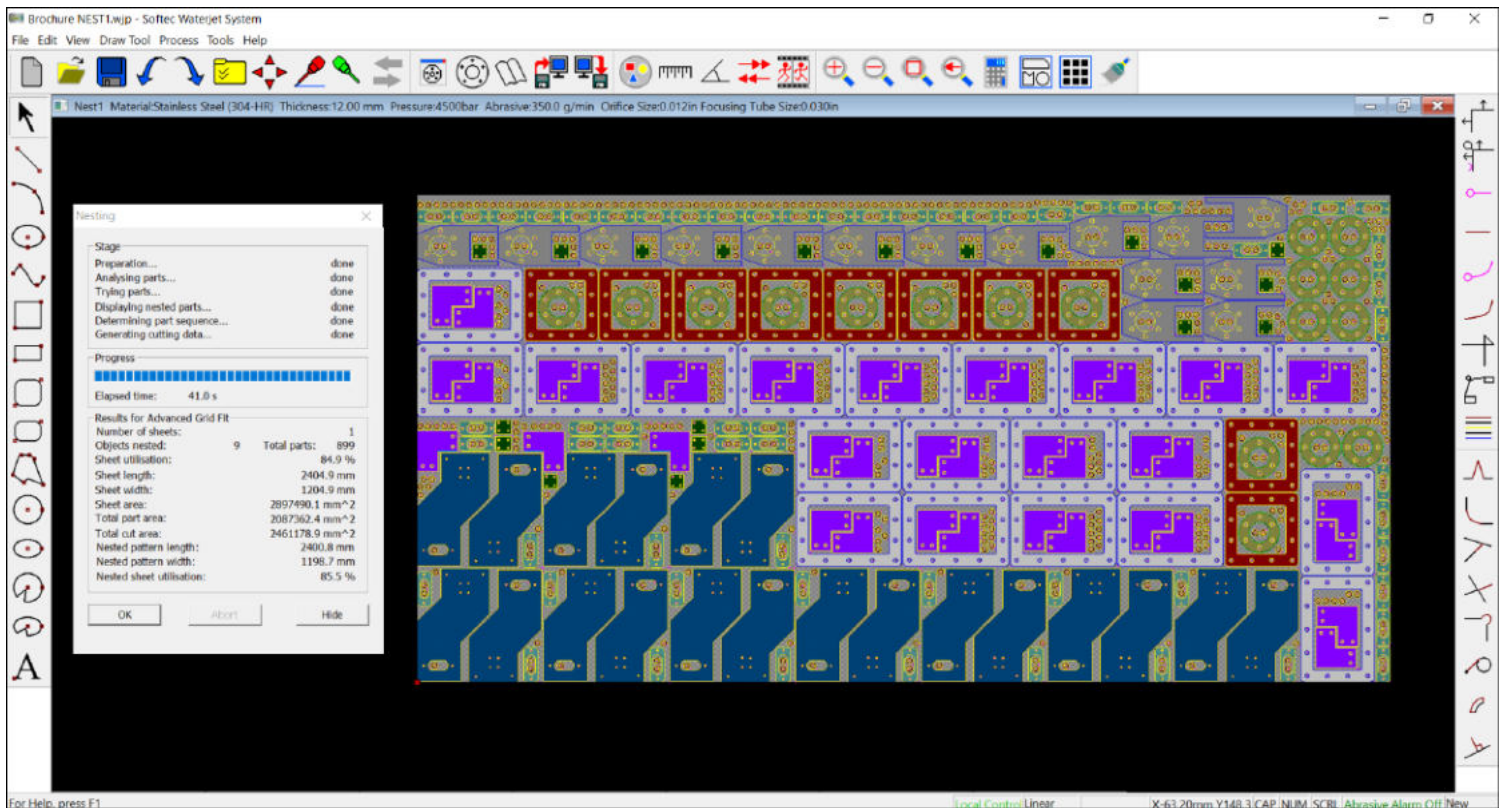 Brochure NEST1.wjp - Softec Waterjet System
File Edit View Draw Tool Process Tools Help
MO
Nest1 Material:Stainless Steel (304-HR) Thickness:12.00 mm Pressure:4500bar Abrasive:350.0 g/min Orifice Size:0.012in Focusing Tube Size:0.030in
Nesting
Stage
Preparation... done
Analysing parts... done
Trying parts... done
Displaying nested parts... done
Determining part sequence... done
Generating cutting data... done
Progress
Elapsed time: 41.0 s
Results for Advanced Grid Fit
Number of sheets: 1
Objects nested: 9 Total parts: 899
Sheet utilisation: 84.9 %
Sheet length: 2404.9 mm
Sheet width: 1204.9 mm
Sheet area: 2897490.1 mm^2
Total part area: 2087362.4 mm^2
Total cut area: 2461178.9 mm^2
Nested pattern length: 2400.8 mm
Nested pattern width: 1198.7 mm
Nested sheet utilisation: 85.5 %
OK Abort Hide
A
For Help, press F1
Local Control Linear X-63.20mm Y148.3 CAP NUM SCRL Abrasive Alarm Off New